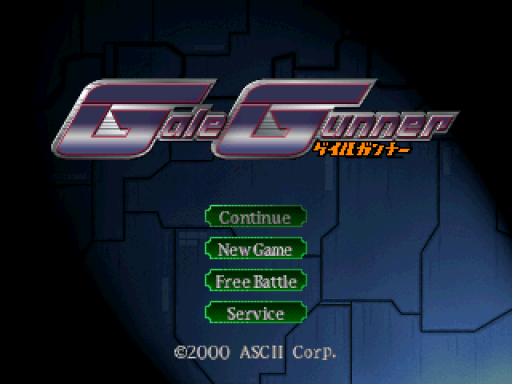 Gale Gunner
ゲイルガンナー
Continue
New Game
Free Battle
Service
©2000 ASCII Corp.